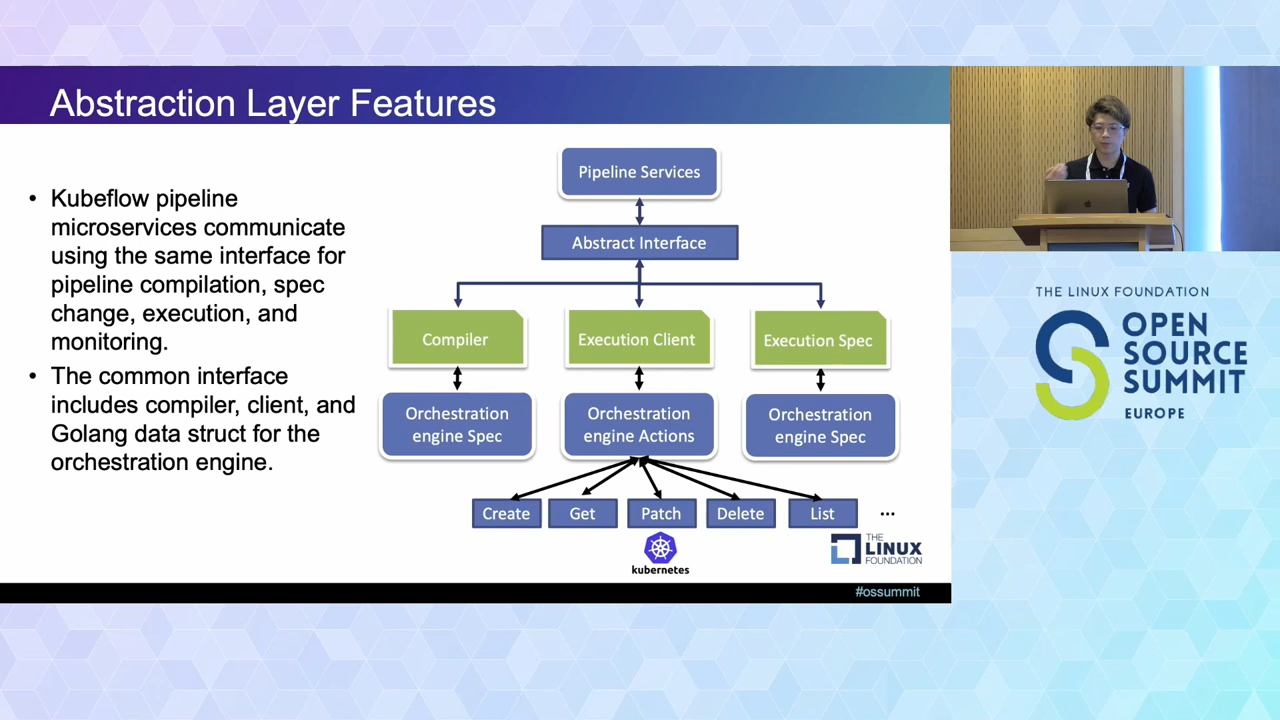 Abstraction Layer Features
• Kubeflow pipeline
microservices communicate
using the same interface for
pipeline compilation, spec
change, execution, and
monitoring.
• The common interface
includes compiler, client, and
Golang data struct for the
orchestration engine.
Pipeline Services
Abstract Interface
Compiler
Execution Client
Execution Spec
Orchestration
engine Spec
Orchestration
engine Actions
Orchestration
engine Spec
Create
Get
Patch
Delete
List
...
kubernetes
THE
LINUX
FOUNDATION
#ossummit
THE LINUX FOUNDATION
OPEN
SOURCE
SUMMIT
EUROPE